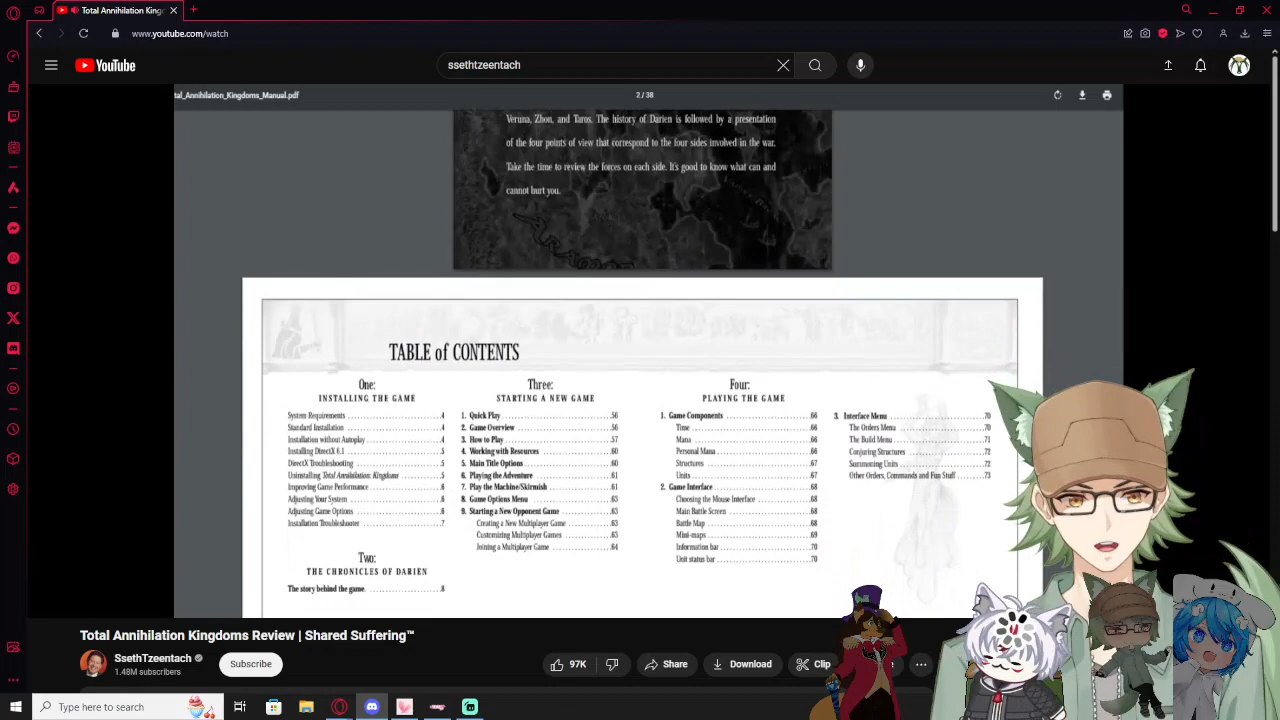 Total Annihilation King
www.youtube.com/watch
YouTube
ssethtzeentach
tal_Annihilation_Kingdoms_Manual.pdf
2 / 38
Veruna, Zhon, and Taros. The history of Darien is followed by a presentation
of the four points of view that correspond to the four sides involved in the war.
Take the time to review the forces on each side. It's good to know what can and
cannot hurt you.
TABLE of CONTENTS
One:
INSTALLING THE GAME
System Requirements 4
Standard Installation 4
Installation without Autoplay 4
Installing DirectX 6.1 5
DirectX Troubleshooting 5
Uninstalling Total Annihilation: Kingdoms 5
Improving Game Performance 6
Adjusting Your System 6
Adjusting Game Options 6
Installation Troubleshooter 7
Two:
THE CHRONICLES OF DARIEN
The story behind the game. 8
Three:
STARTING A NEW GAME
1. Quick Play 56
2. Game Overview 56
3. How to Play 57
4. Working with Resources 60
5. Main Title Options 60
6. Playing the Adventure 61
7. Play the Machine/Skirmish 61
8. Game Options Menu 63
9. Starting a New Opponent Game 63
Creating a New Multiplayer Game 63
Customizing Multiplayer Games 63
Joining a Multiplayer Game 64
Four:
PLAYING THE GAME
1. Game Components 66
Time 66
Mana 66
Personal Mana 66
Structures 67
Units 67
2. Game Interface 68
Choosing the Mouse Interface 68
Main Battle Screen 68
Battle Map 68
Mini-maps 69
Information bar 70
Unit status bar 70
3. Interface Menu 70
The Orders Menu 70
The Build Menu 71
Conjuring Structures 72
Summoning Units 72
Other Orders, Commands and Fun Stuff 73
Total Annihilation Kingdoms Review | Shared Suffering™
SsethTzeentach
1.48M subscribers
Subscribe
97K
Share
Download
Clip
Type here to search